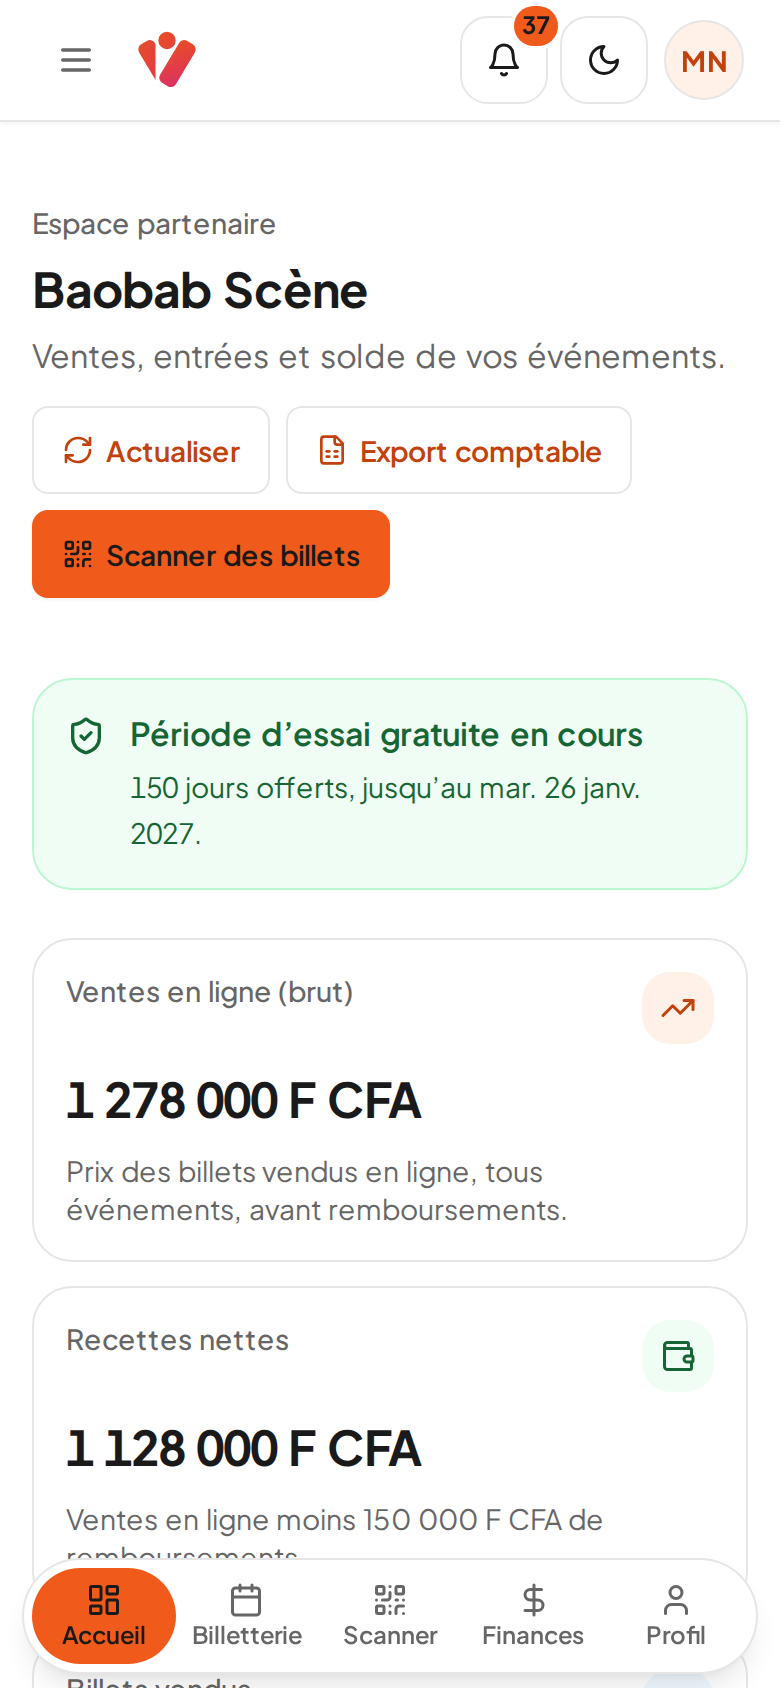 37
MN
Espace partenaire
Baobab Scène
Ventes, entrées et solde de vos événements.
Actualiser
Export comptable
Scanner des billets
Période d’essai gratuite en cours
150 jours offerts, jusqu’au mar. 26 janv.
2027.
Ventes en ligne (brut)
1 278 000 F CFA
Prix des billets vendus en ligne, tous
événements, avant remboursements.
Recettes nettes
1 128 000 F CFA
Ventes en ligne moins 150 000 F CFA de
remboursements.
Accueil
Billetterie
Scanner
Finances
Profil
Billets vendus